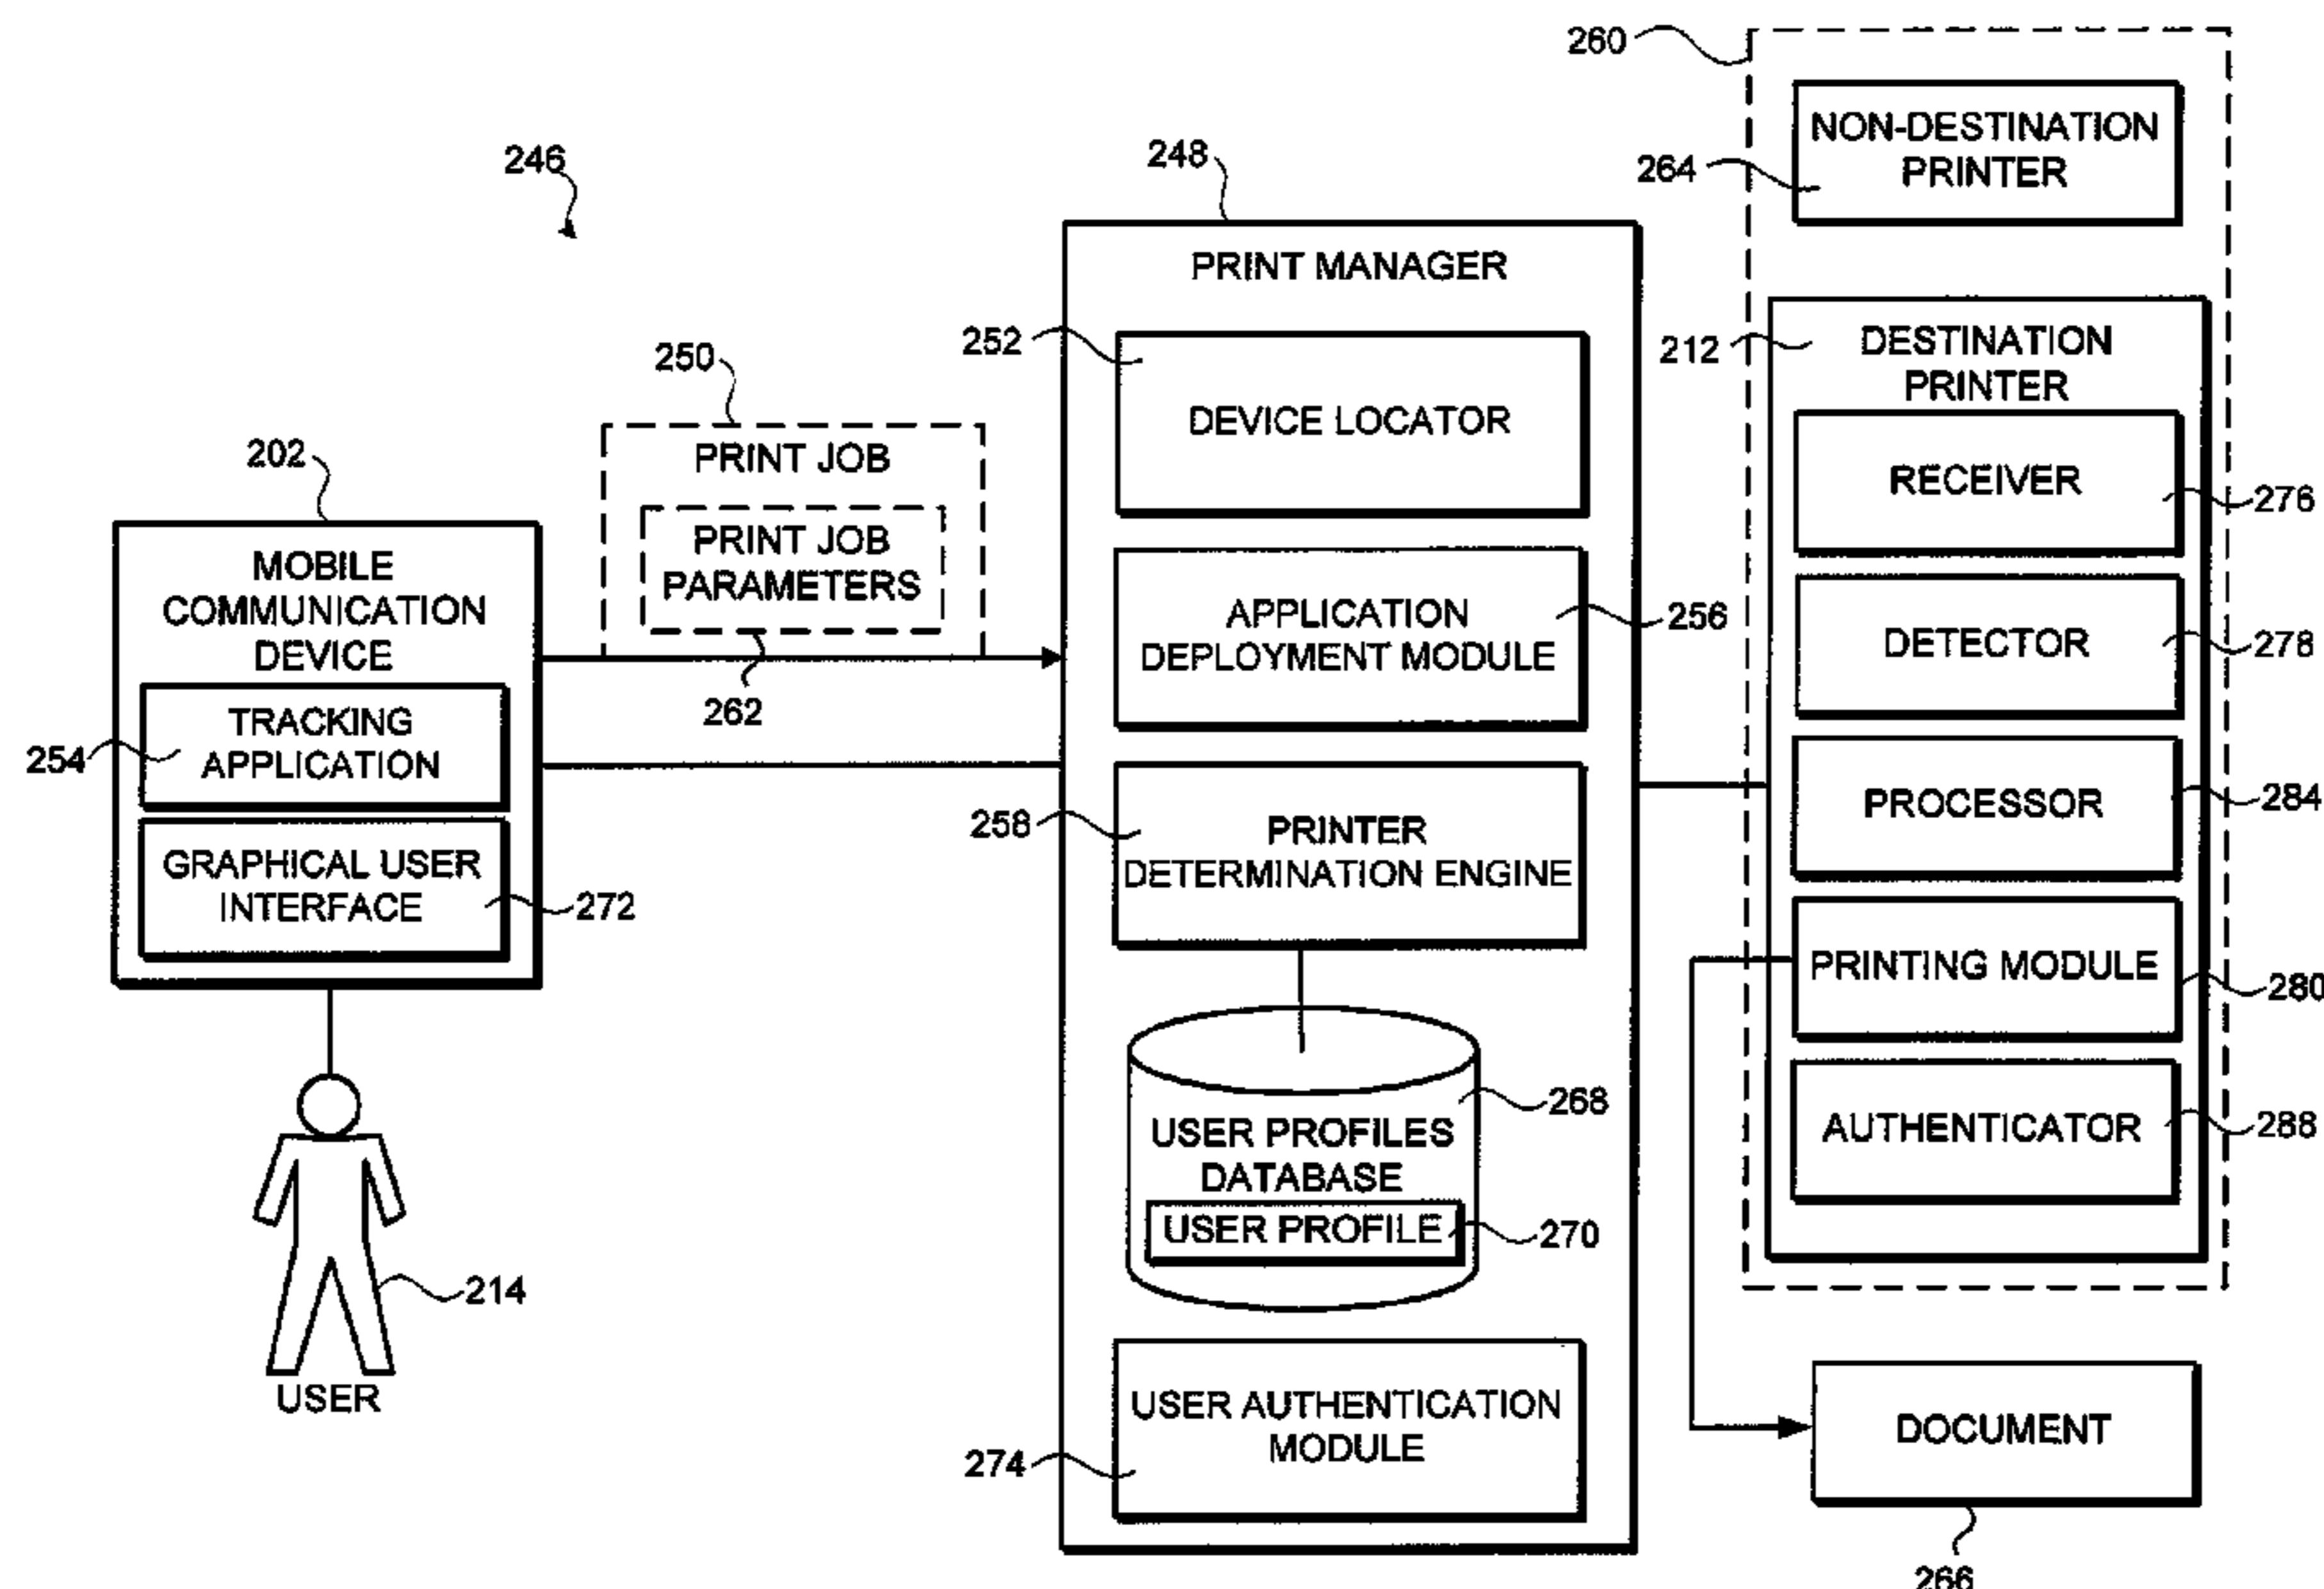 246
202
MOBILE
COMMUNICATION
DEVICE
TRACKING
APPLICATION
254
GRAPHICAL USER
INTERFACE
272
214
USER
250
PRINT JOB
PRINT JOB
PARAMETERS
262
248
PRINT MANAGER
252
DEVICE LOCATOR
APPLICATION
DEPLOYMENT MODULE
256
258
PRINTER
DETERMINATION ENGINE
268
USER PROFILES
DATABASE
USER PROFILE
270
USER AUTHENTICATION
MODULE
274
260
NON-DESTINATION
PRINTER
264
212
DESTINATION
PRINTER
RECEIVER
276
DETECTOR
278
PROCESSOR
284
PRINTING MODULE
280
AUTHENTICATOR
288
DOCUMENT
266